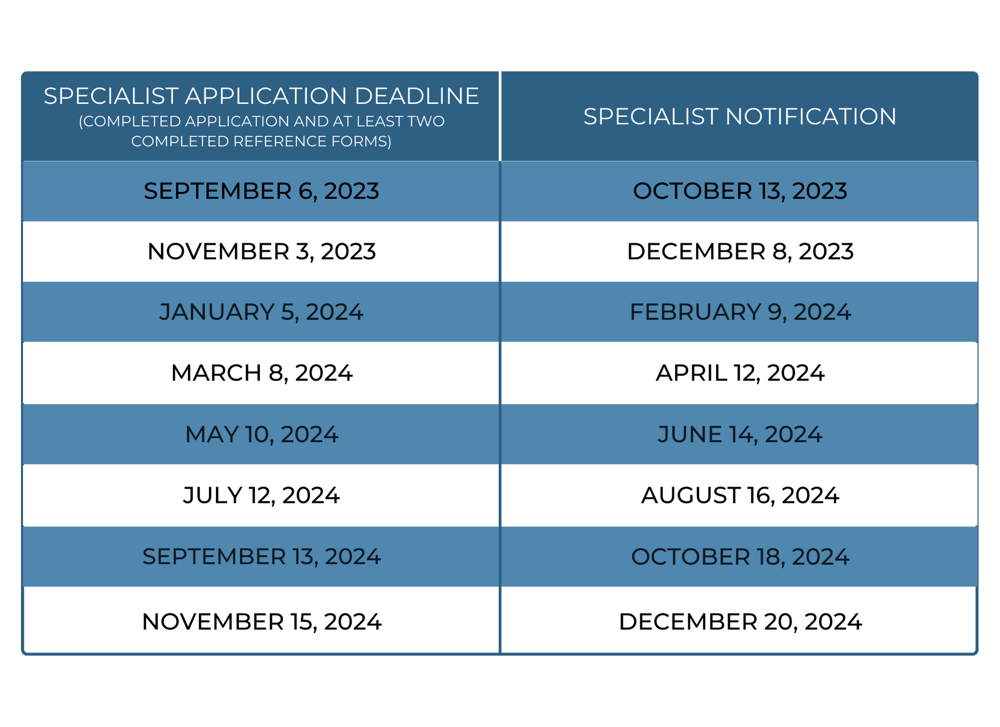 SPECIALIST APPLICATION DEADLINE
(COMPLETED APPLICATION AND AT LEAST TWO
COMPLETED REFERENCE FORMS)
SPECIALIST NOTIFICATION
SEPTEMBER 6, 2023
OCTOBER 13, 2023
NOVEMBER 3, 2023
DECEMBER 8, 2023
JANUARY 5, 2024
FEBRUARY 9, 2024
MARCH 8, 2024
APRIL 12, 2024
MAY 10, 2024
JUNE 14, 2024
JULY 12, 2024
AUGUST 16, 2024
SEPTEMBER 13, 2024
OCTOBER 18, 2024
NOVEMBER 15, 2024
DECEMBER 20, 2024